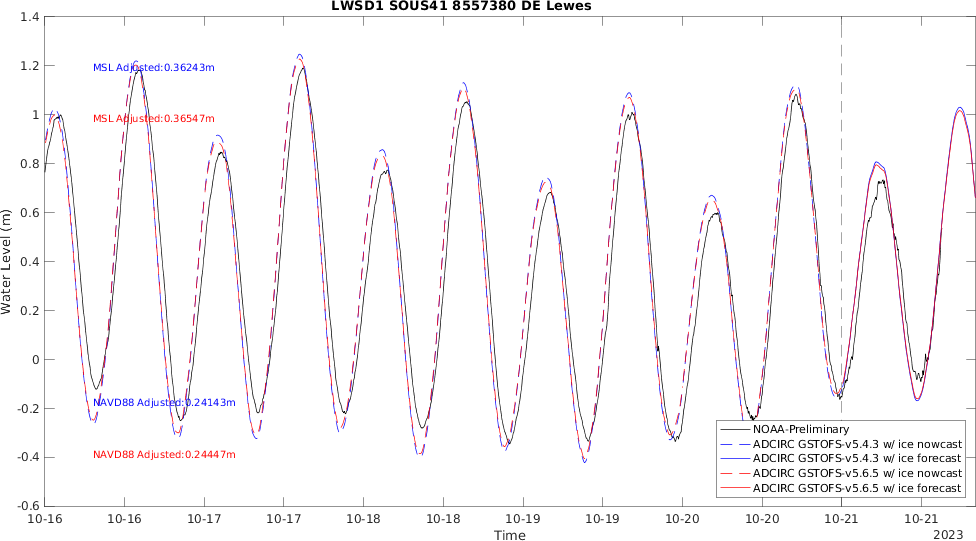 LWSD1 SOUS41 8557380 DE Lewes
1.4
1.2
1
0.8
0.6
0.4
0.2
0
-0.2
-0.4
-0.6
Water Level (m)
MSL Adjusted:0.36243m
MSL Adjusted:0.36547m
NAVD88 Adjusted:0.24143m
NAVD88 Adjusted:0.24447m
NOAA-Preliminary
ADCIRC GSTOFS-v5.4.3 w/ ice nowcast
ADCIRC GSTOFS-v5.4.3 w/ ice forecast
ADCIRC GSTOFS-v5.6.5 w/ ice nowcast
ADCIRC GSTOFS-v5.6.5 w/ ice forecast
10-16 10-16 10-17 10-17 10-18 10-18 10-19 10-19 10-20 10-20 10-21 10-21
Time
2023